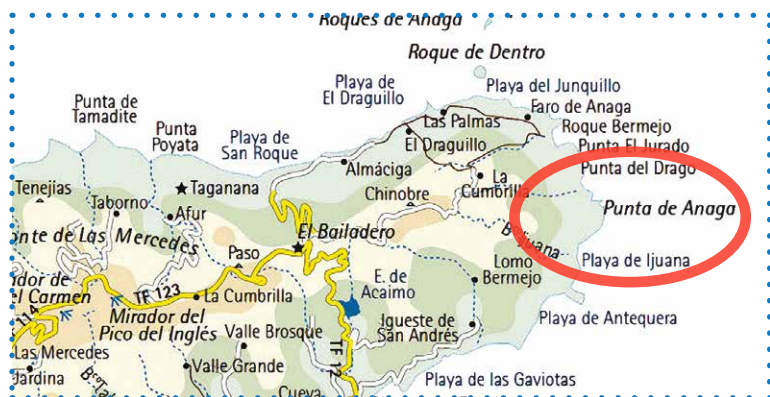 Roques de Anaga
Roque de Dentro
Playa de
El Draguillo
Playa del Junquillo
Punta de
Tamadite
Punta
Poyata
Playa de
San Roque
Las Palmas
Faro de Anaga
El Draguillo
Roque Bermejo
Punta El Jurado
Almáciga
La
Cumbrilla
Punta del Drago
Tenejías
Taganana
Chinobre
Taborno
Afur
Punta de Anaga
onte de Las Mercedes
El Bailadero
Bᵒ Ijuana
Paso
Playa de Ijuana
ador de
el Carmen
TF 123
La Cumbrilla
E. de
Acaimo
Lomo
Bermejo
114
Mirador del
Pico del Inglés
Valle Brosque
Igueste de
San Andrés
Playa de Antequera
TF 12
Las Mercedes
Jardina
Valle Grande
Cueva
Playa de las Gaviotas